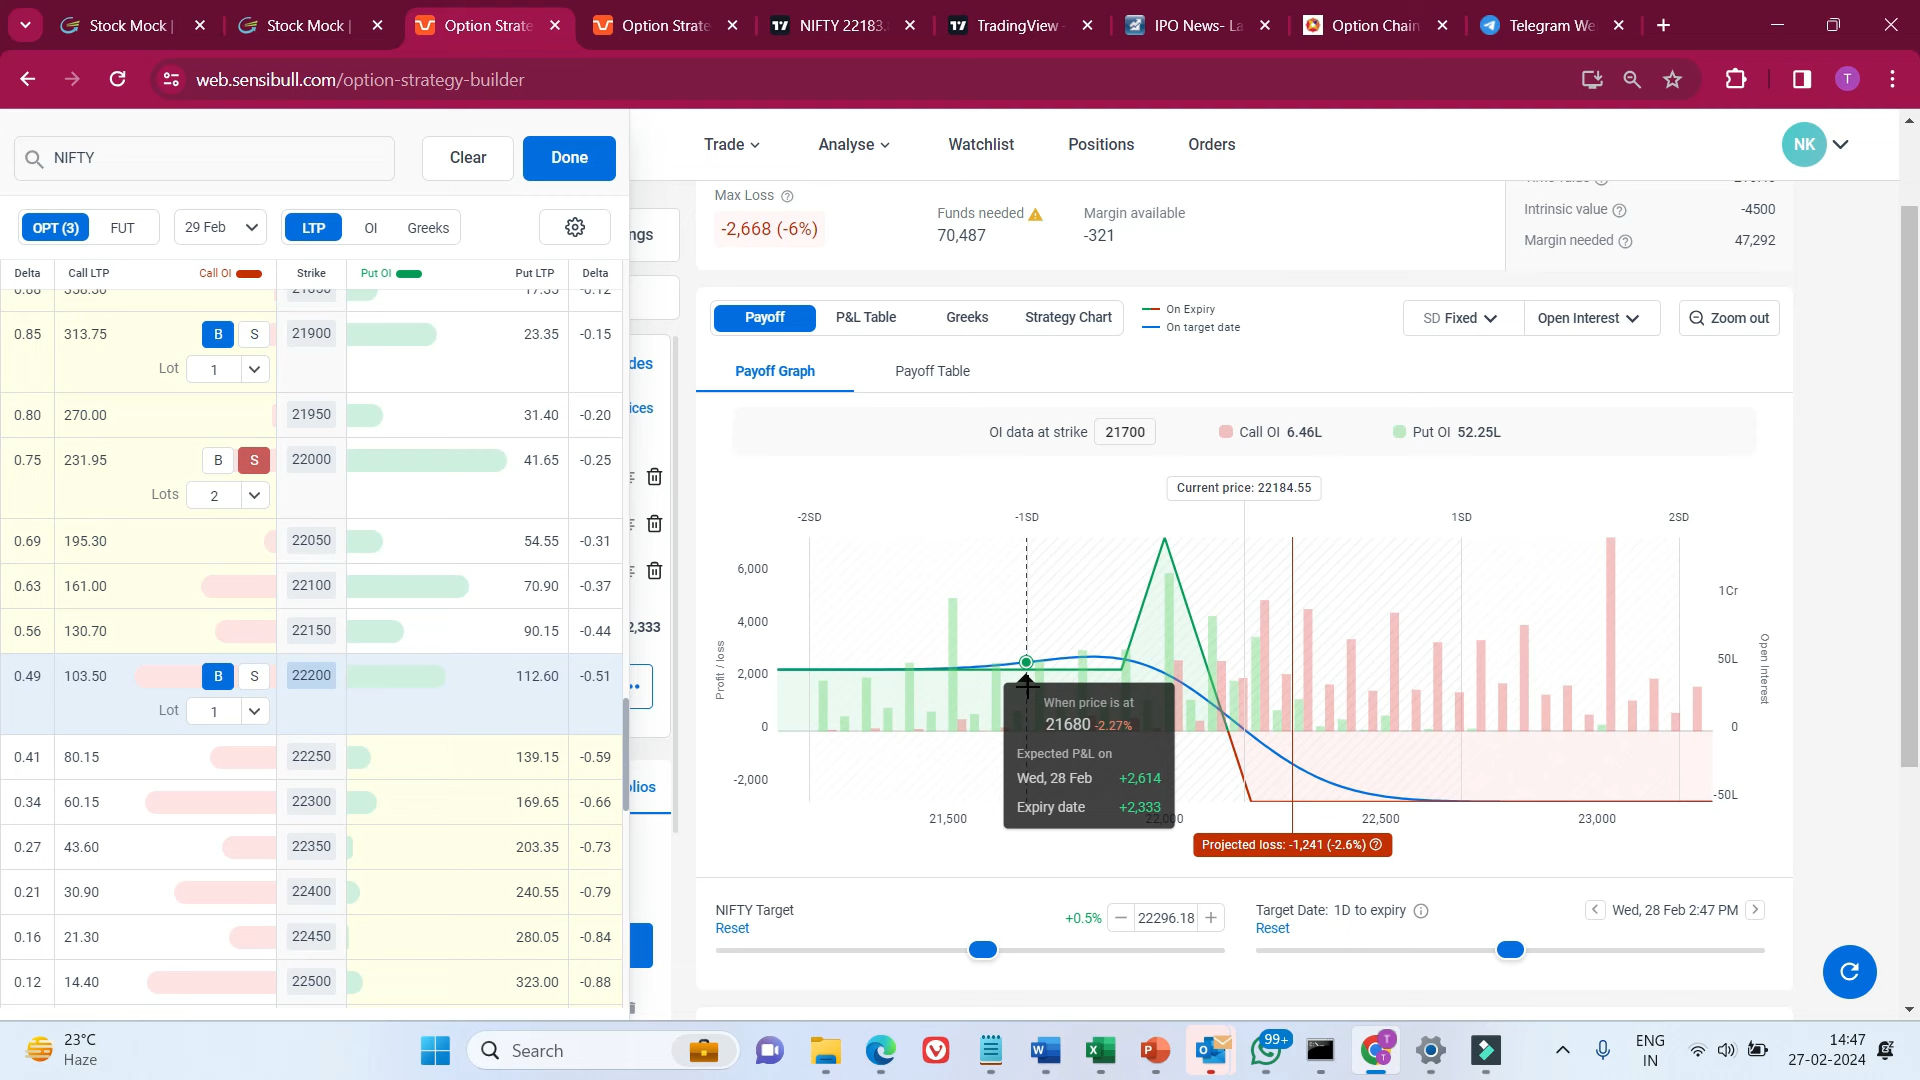 Stock Mock |
Stock Mock |
Option Strate
Option Strate
NIFTY 22183.
TradingView
IPO News- La
Option Chain
Telegram We
web.sensibull.com/option-strategy-builder
T
NIFTY
Clear
Done
Trade
Analyse
Watchlist
Positions
Orders
NK
OPT (3)
FUT
29 Feb
LTP
OI
Greeks
Max Loss
-2,668 (-6%)
Funds needed
70,487
Margin available
-321
Intrinsic value
-4500
Margin needed
47,292
Delta Call LTP Call OI Strike Put OI Put LTP Delta
0.85 313.75 B S 21900 23.35 -0.15
Lot 1
0.80 270.00 21950 31.40 -0.20
0.75 231.95 B S 22000 41.65 -0.25
Lots 2
0.69 195.30 22050 54.55 -0.31
0.63 161.00 22100 70.90 -0.37
0.56 130.70 22150 90.15 -0.44
0.49 103.50 B S 22200 112.60 -0.51
Lot 1
0.41 80.15 22250 139.15 -0.59
0.34 60.15 22300 169.65 -0.66
0.27 43.60 22350 203.35 -0.73
0.21 30.90 22400 240.55 -0.79
0.16 21.30 22450 280.05 -0.84
0.12 14.40 22500 323.00 -0.88
ngs
des
ices
2,333
lios
Payoff
P&L Table
Greeks
Strategy Chart
On Expiry
On target date
SD Fixed
Open Interest
Zoom out
Payoff Graph
Payoff Table
OI data at strike 21700
Call OI 6.46L
Put OI 52.25L
Current price: 22184.55
-2SD -1SD 1SD 2SD
6,000
4,000
2,000
0
-2,000
Profit / loss
1Cr
50L
0
-50L
Open Interest
When price is at
21680 -2.27%
Expected P&L on
Wed, 28 Feb +2,614
Expiry date +2,333
21,500 22,000 22,500 23,000
Projected loss: -1,241 (-2.6%)
NIFTY Target
Reset
+0.5% − 22296.18 +
Target Date: 1D to expiry
Reset
Wed, 28 Feb 2:47 PM
23°C
Haze
Search
99+
ENG
IN
14:47
27-02-2024